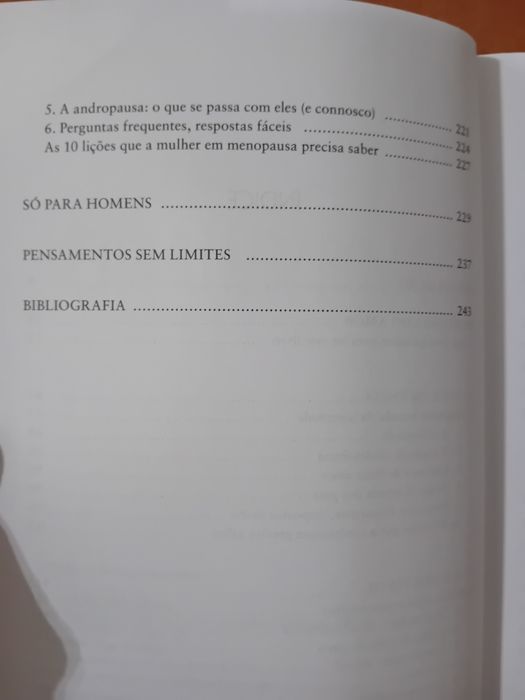 5. A andropausa: o que se passa com eles (e connosco) ................ 221
6. Perguntas frequentes, respostas fáceis ................................ 224
As 10 lições que a mulher em menopausa precisa saber ................ 227
SÓ PARA HOMENS ................................................................ 229
PENSAMENTOS SEM LIMITES ................................................ 237
BIBLIOGRAFIA ................................................................ 243